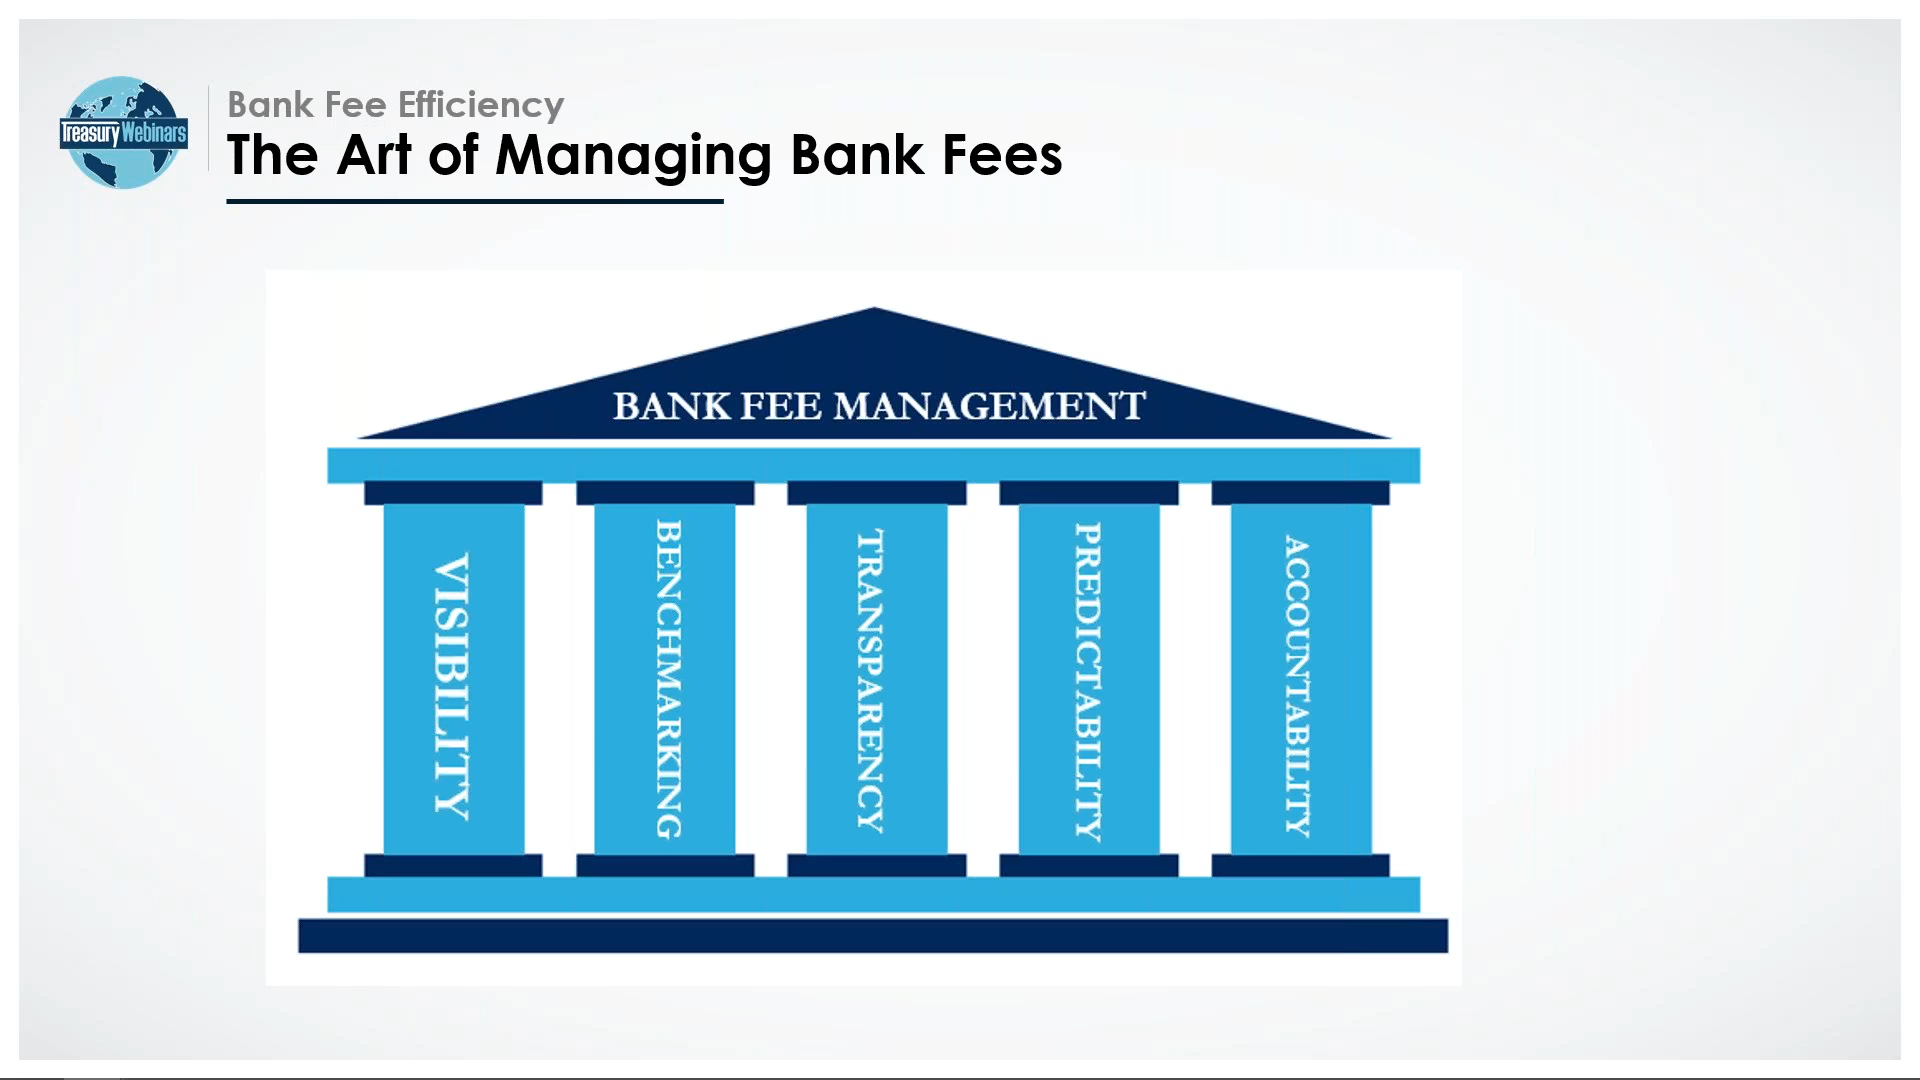 Bank Fee Efficiency
Treasury Webinars
The Art of Managing Bank Fees
BANK FEE MANAGEMENT
VISIBILITY
BENCHMARKING
TRANSPARENCY
PREDICTABILITY
ACCOUNTABILITY